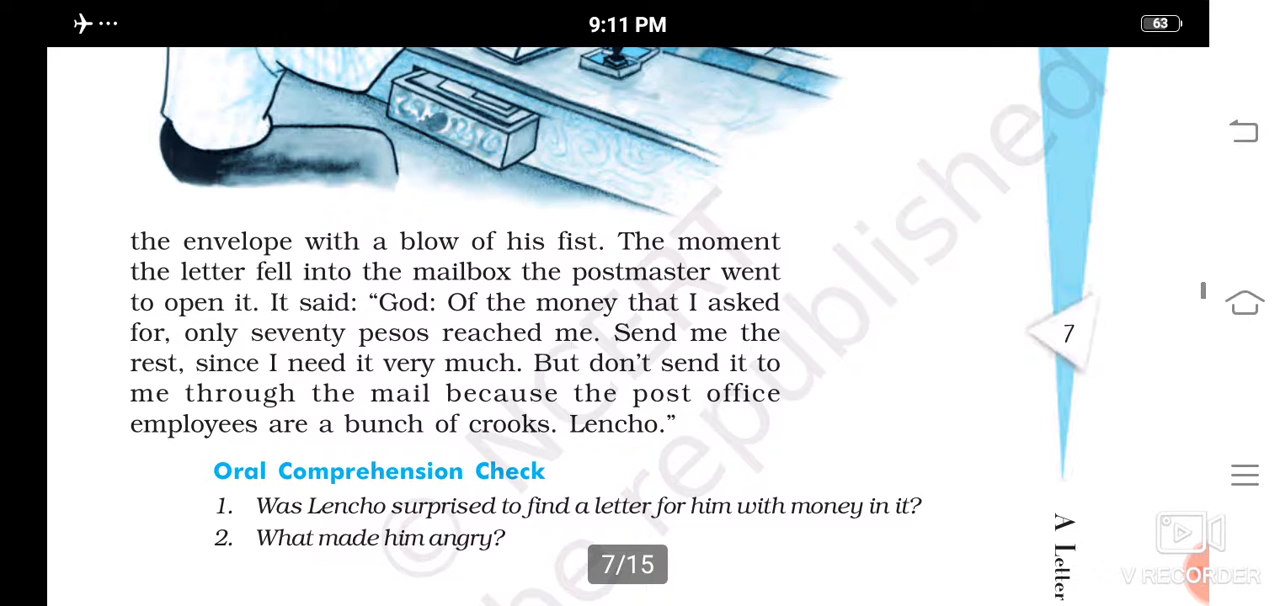 9:11 PM
63
the envelope with a blow of his fist. The moment
the letter fell into the mailbox the postmaster went
to open it. It said: “God: Of the money that I asked
for, only seventy pesos reached me. Send me the
rest, since I need it very much. But don’t send it to
me through the mail because the post office
employees are a bunch of crooks. Lencho.”
Oral Comprehension Check
1. Was Lencho surprised to find a letter for him with money in it?
2. What made him angry?
7/15
7
A Letter
© NCERT
be republished
V RECORDER